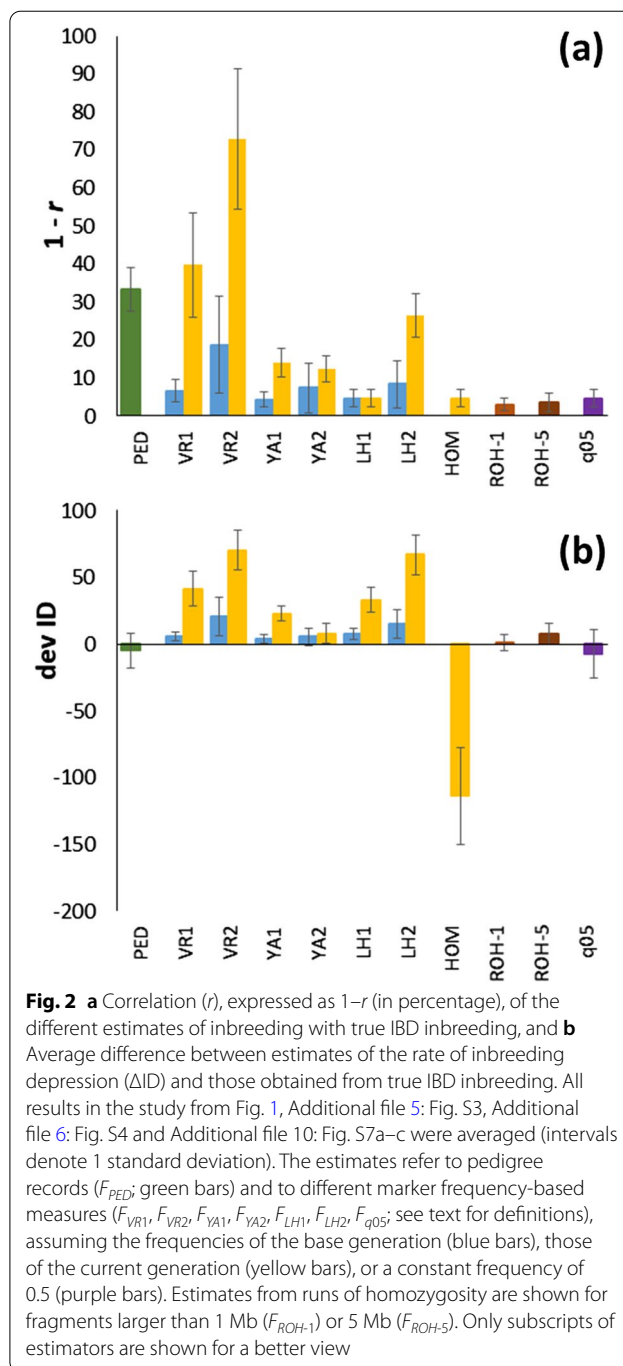 (a)
1 - r
100
90
80
70
60
50
40
30
20
10
0
PED
VR1
VR2
YA1
YA2
LH1
LH2
HOM
ROH-1
ROH-5
q05
(b)
dev ID
100
50
0
-50
-100
-150
-200
PED
VR1
VR2
YA1
YA2
LH1
LH2
HOM
ROH-1
ROH-5
q05
Fig. 2 a Correlation (r), expressed as 1–r (in percentage), of the
different estimates of inbreeding with true IBD inbreeding, and b
Average difference between estimates of the rate of inbreeding
depression (ΔID) and those obtained from true IBD inbreeding. All
results in the study from Fig. 1, Additional file 5: Fig. S3, Additional
file 6: Fig. S4 and Additional file 10: Fig. S7a–c were averaged (intervals
denote 1 standard deviation). The estimates refer to pedigree
records (FPED; green bars) and to different marker frequency-based
measures (FVR1, FVR2, FYA1, FYA2, FLH1, FLH2, Fq05; see text for definitions),
assuming the frequencies of the base generation (blue bars), those
of the current generation (yellow bars), or a constant frequency of
0.5 (purple bars). Estimates from runs of homozygosity are shown for
fragments larger than 1 Mb (FROH-1) or 5 Mb (FROH-5). Only subscripts of
estimators are shown for a better view